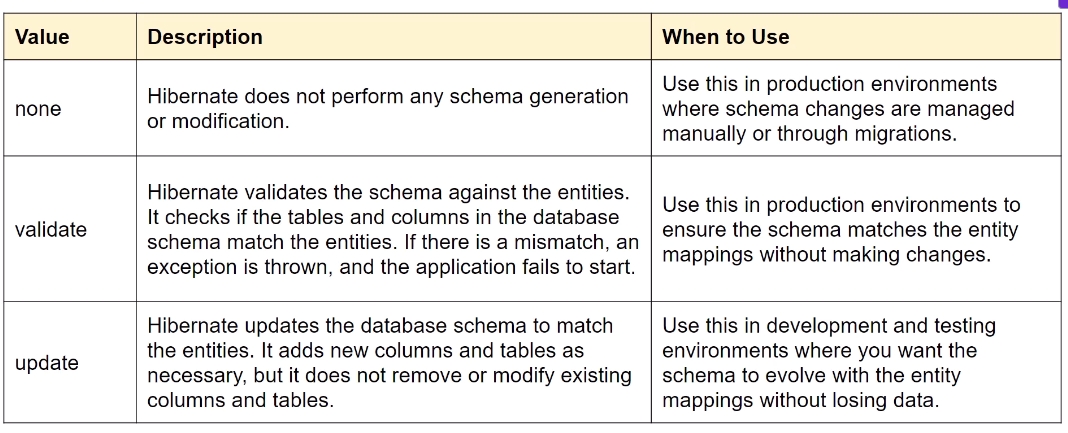 Value
Description
When to Use
none
Hibernate does not perform any schema generation
or modification.
Use this in production environments
where schema changes are managed
manually or through migrations.
validate
Hibernate validates the schema against the entities.
It checks if the tables and columns in the database
schema match the entities. If there is a mismatch, an
exception is thrown, and the application fails to start.
Use this in production environments to
ensure the schema matches the entity
mappings without making changes.
update
Hibernate updates the database schema to match
the entities. It adds new columns and tables as
necessary, but it does not remove or modify existing
columns and tables.
Use this in development and testing
environments where you want the
schema to evolve with the entity
mappings without losing data.